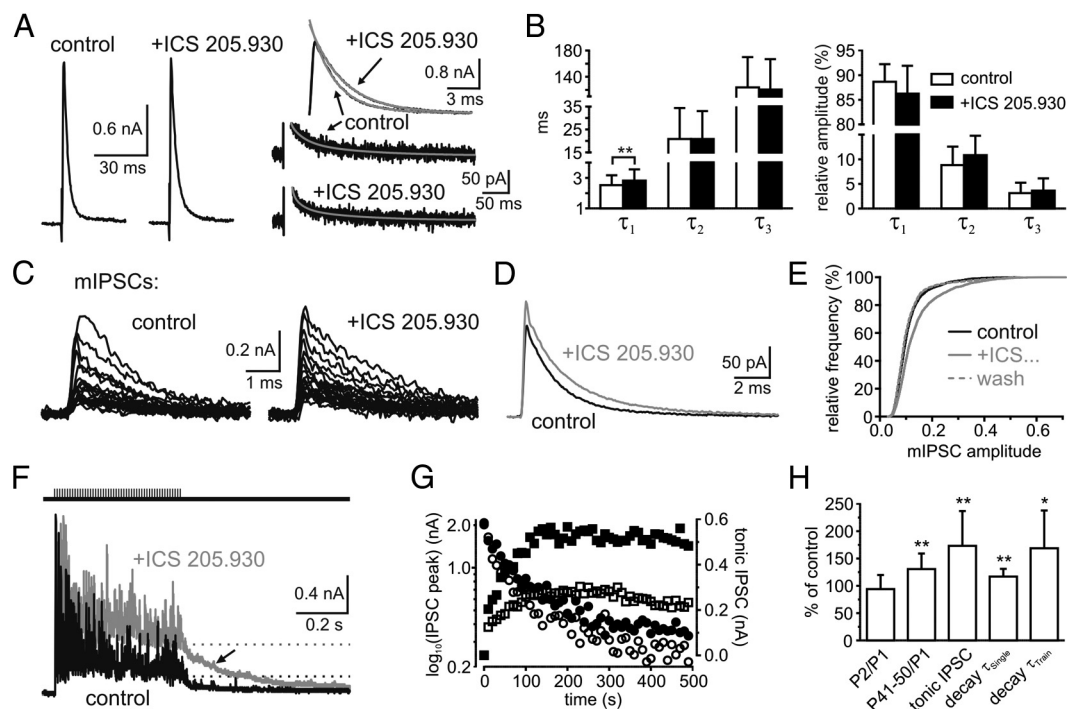 A
control
+ICS 205.930
0.6 nA
30 ms
+ICS 205.930
0.8 nA
3 ms
control
+ICS 205.930
50 pA
50 ms
B
ms
180
140
35
25
15
3
1
**
τ1
τ2
τ3
relative amplitude (%)
95
90
85
80
10
5
0
control
+ICS 205.930
τ1
τ2
τ3
C
mIPSCs:
control
0.2 nA
1 ms
+ICS 205.930
D
+ICS 205.930
control
50 pA
2 ms
E
relative frequency (%)
100
80
60
40
20
0
control
+ICS...
wash
0.0 0.2 0.4 0.6
mIPSC amplitude
F
+ICS 205.930
0.4 nA
0.2 s
control
G
log10(IPSC peak) (nA)
2.0
1.0
0.2
0.6
0.4
0.2
0.0
tonic IPSC (nA)
0 100 200 300 400 500
time (s)
H
% of control
250
200
150
100
50
0
**
**
**
*
P2/P1
P41-50/P1
tonic IPSC
decay τSingle
decay τTrain